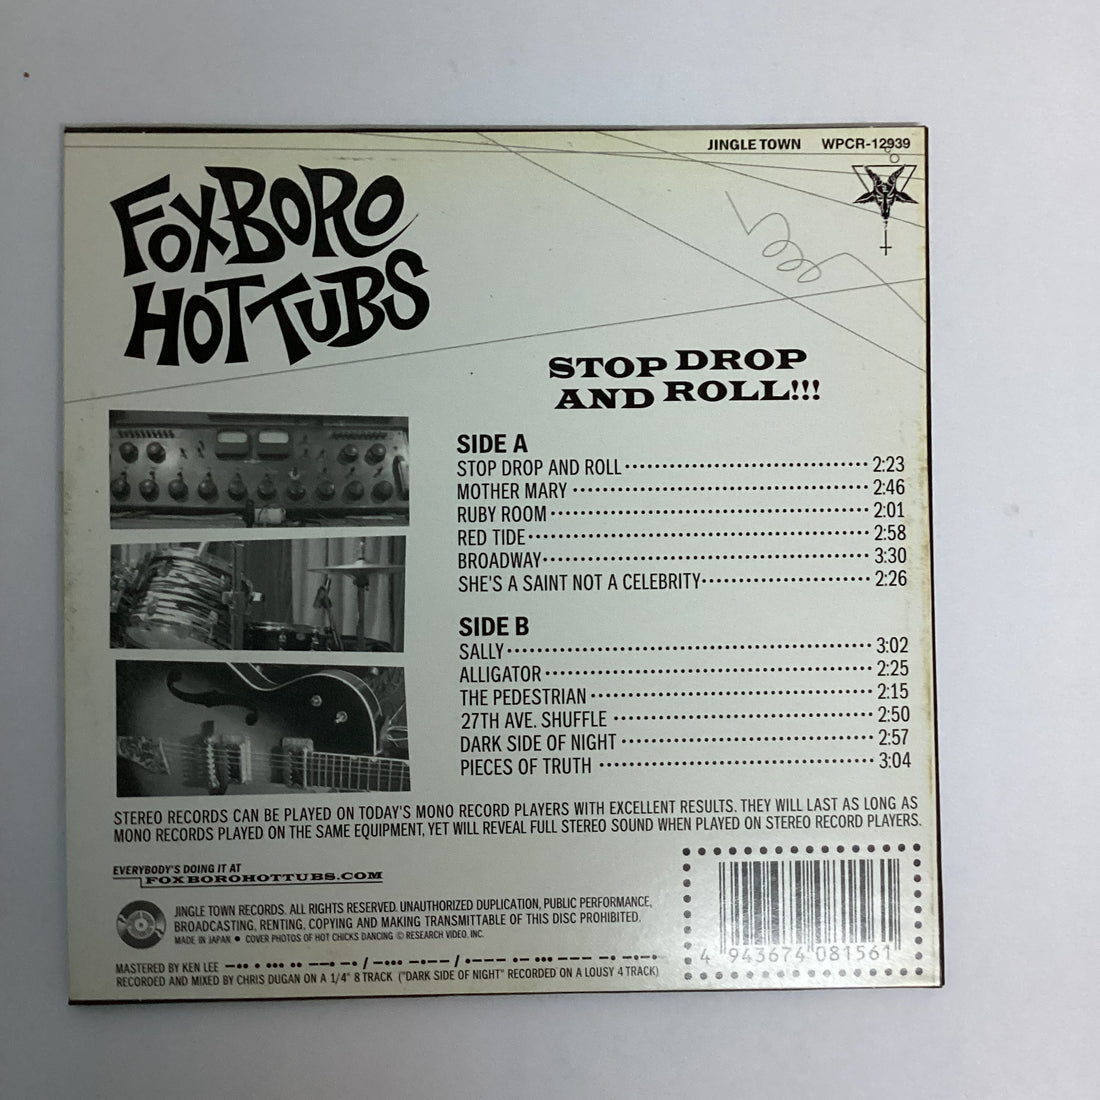 JINGLE TOWN WPCR-12939
FOXBORO
HOT TUBS
STOP DROP
AND ROLL!!!
SIDE A
STOP DROP AND ROLL 2:23
MOTHER MARY 2:46
RUBY ROOM 2:01
RED TIDE 2:58
BROADWAY 3:30
SHE'S A SAINT NOT A CELEBRITY 2:26
SIDE B
SALLY 3:02
ALLIGATOR 2:25
THE PEDESTRIAN 2:15
27TH AVE. SHUFFLE 2:50
DARK SIDE OF NIGHT 2:57
PIECES OF TRUTH 3:04
STEREO RECORDS CAN BE PLAYED ON TODAY'S MONO RECORD PLAYERS WITH EXCELLENT RESULTS. THEY WILL LAST AS LONG AS
MONO RECORDS PLAYED ON THE SAME EQUIPMENT, YET WILL REVEAL FULL STEREO SOUND WHEN PLAYED ON STEREO RECORD PLAYERS.
EVERYBODY'S DOING IT AT
FOXBOROHOTTUBS.COM
JINGLE TOWN RECORDS. ALL RIGHTS RESERVED. UNAUTHORIZED DUPLICATION, PUBLIC PERFORMANCE,
BROADCASTING, RENTING, COPYING AND MAKING TRANSMITTABLE OF THIS DISC PROHIBITED.
MADE IN JAPAN ● COVER PHOTOS OF HOT CHICKS DANCING © RESEARCH VIDEO, INC.
MASTERED BY KEN LEE
RECORDED AND MIXED BY CHRIS DUGAN ON A 1/4" 8 TRACK ("DARK SIDE OF NIGHT" RECORDED ON A LOUSY 4 TRACK)
4 943674 081561